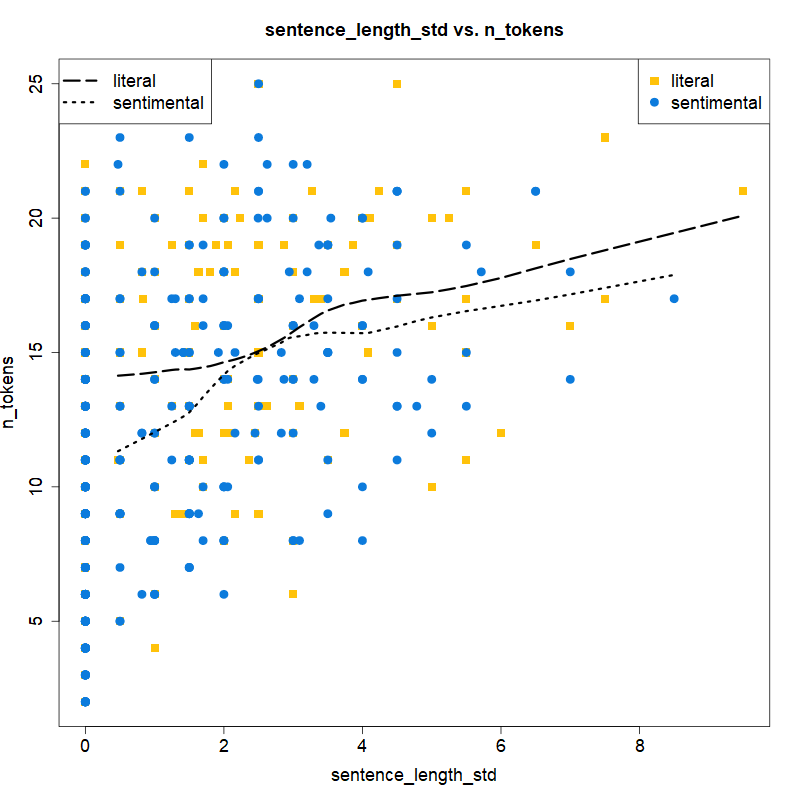 sentence_length_std vs. n_tokens
literal
sentimental
literal
sentimental
n_tokens
25
20
15
10
5
0
2
4
6
8
sentence_length_std